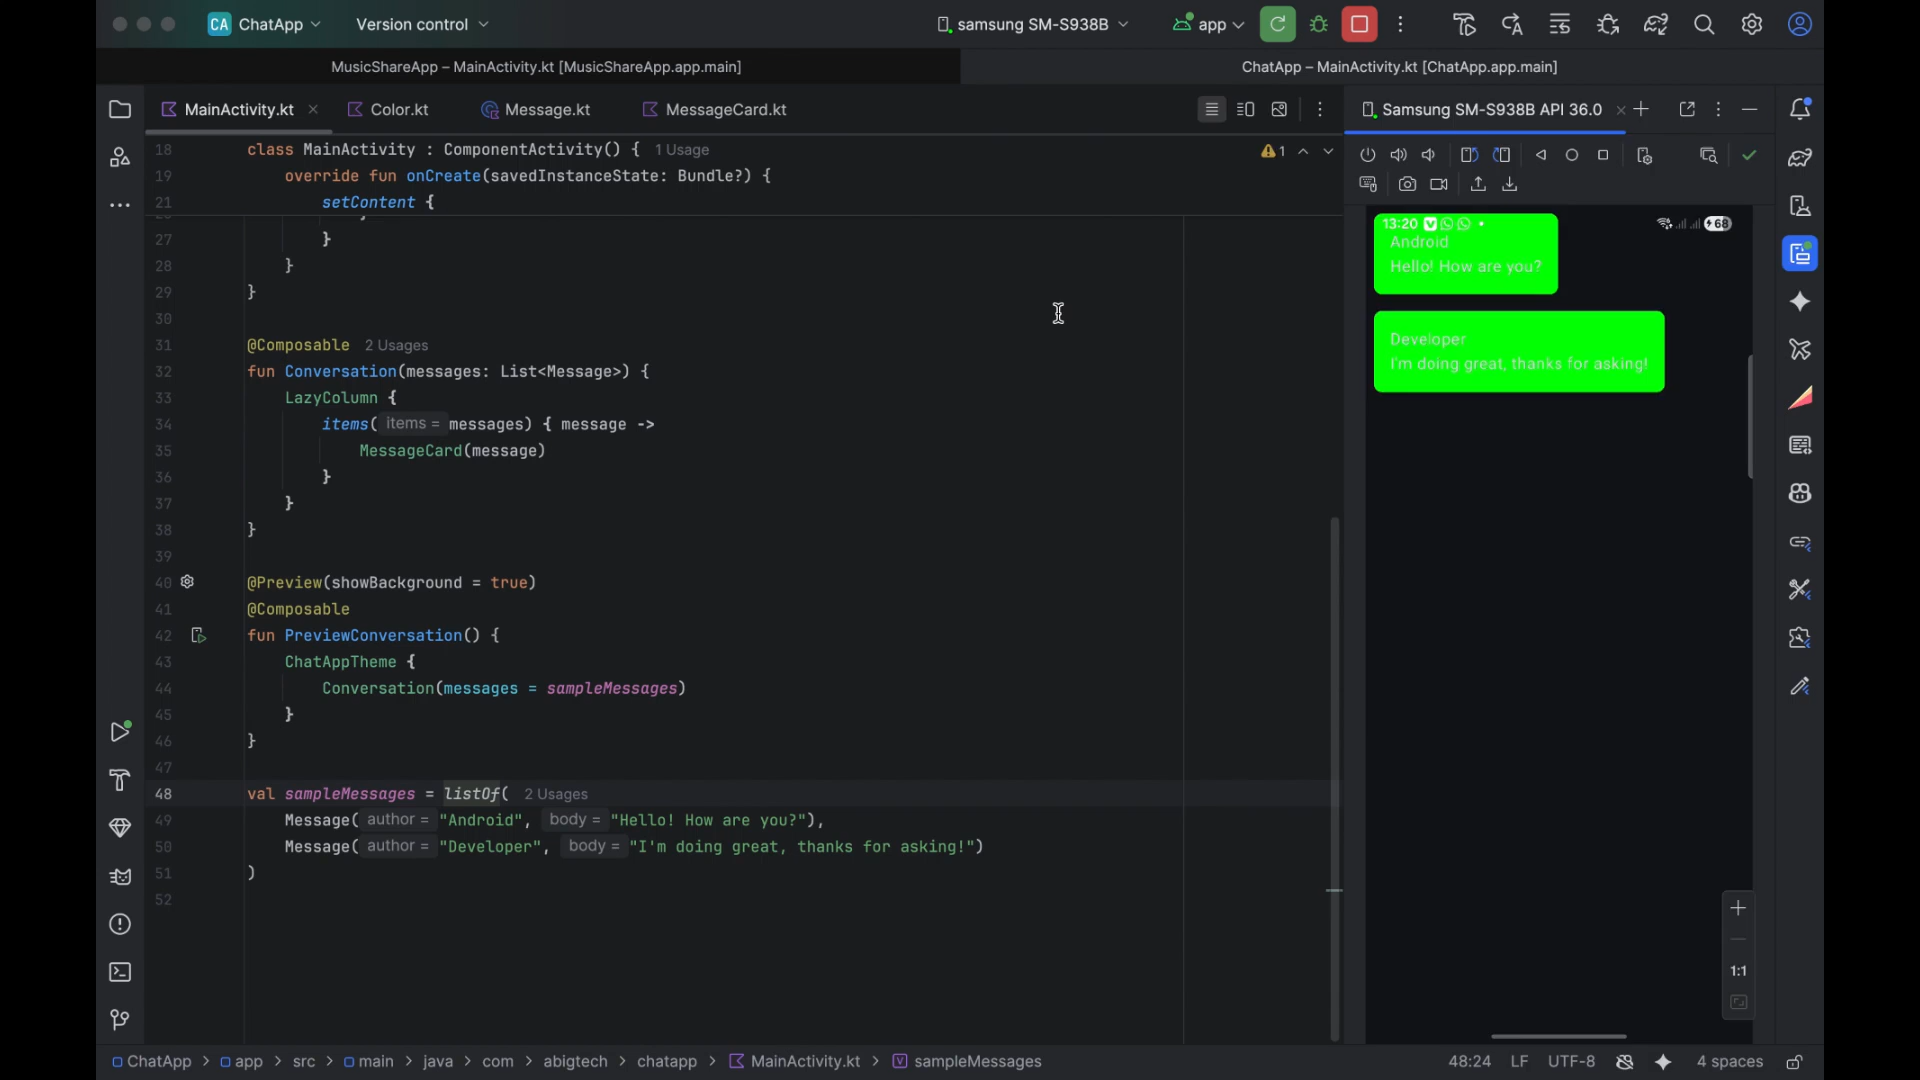 CA ChatApp Version control samsung SM-S938B app
MusicShareApp – MainActivity.kt [MusicShareApp.app.main] ChatApp – MainActivity.kt [ChatApp.app.main]
MainActivity.kt Color.kt Message.kt MessageCard.kt Samsung SM-S938B API 36.0
18 class MainActivity : ComponentActivity() { 1 Usage 1
19 override fun onCreate(savedInstanceState: Bundle?) {
21 setContent {
27 }
28 }
29 }
30
31 @Composable 2 Usages
32 fun Conversation(messages: List<Message>) {
33 LazyColumn {
34 items( items = messages) { message ->
35 MessageCard(message)
36 }
37 }
38 }
39
40 @Preview(showBackground = true)
41 @Composable
42 fun PreviewConversation() {
43 ChatAppTheme {
44 Conversation(messages = sampleMessages)
45 }
46 }
47
48 val sampleMessages = listOf( 2 Usages
49 Message( author = "Android", body = "Hello! How are you?"),
50 Message( author = "Developer", body = "I'm doing great, thanks for asking!")
51 )
52
13:20 68
Android
Hello! How are you?
Developer
I'm doing great, thanks for asking!
1:1
ChatApp > app > src > main > java > com > abigtech > chatapp > MainActivity.kt > sampleMessages 48:24 LF UTF-8 4 spaces